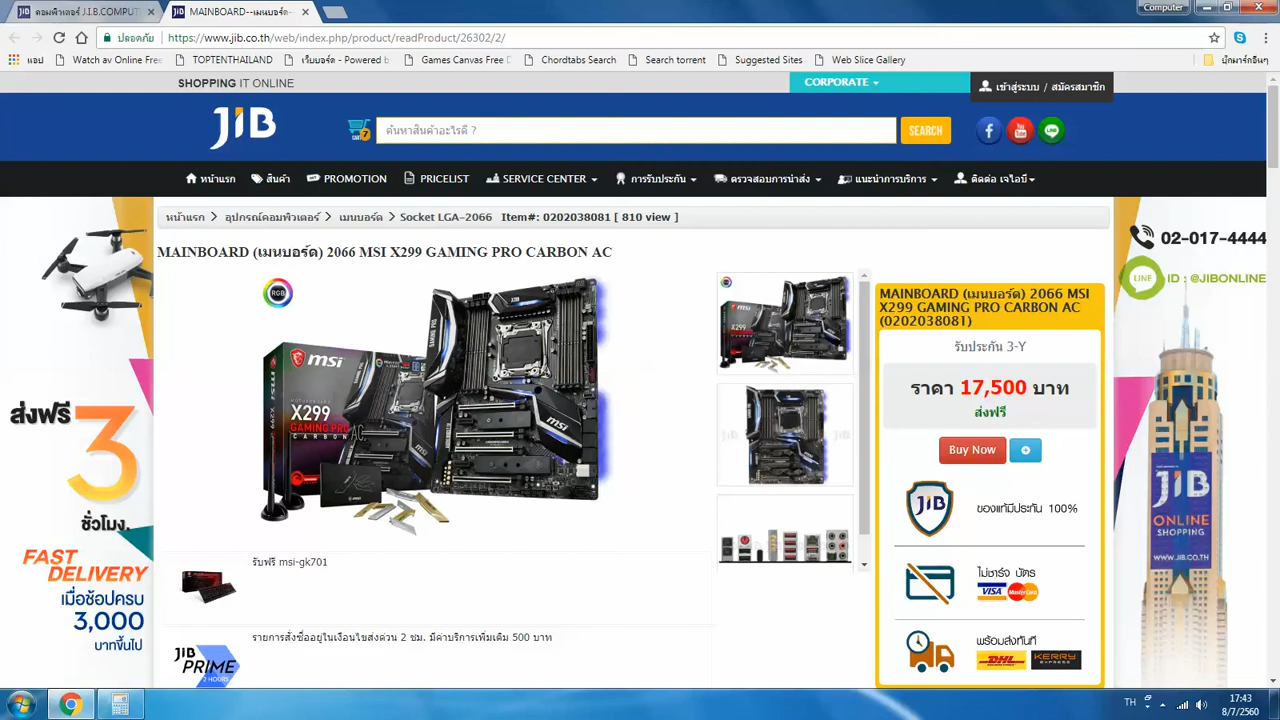 คอมพิวเตอร์ J.I.B.COMPUT
MAINBOARD--เมนบอร์ด--
Computer
ปลอดภัย
https://www.jib.co.th/web/index.php/product/readProduct/26302/2/
แอป
Watch av Online Free
TOPTENTHAILAND
เว็บบอร์ด - Powered b
Games Canvas Free D
Chordtabs Search
Search torrent
Suggested Sites
Web Slice Gallery
บุ๊กมาร์กอื่นๆ
SHOPPING IT ONLINE
CORPORATE
เข้าสู่ระบบ / สมัครสมาชิก
JIB
CART 7
ค้นหาสินค้าอะไรดี ?
SEARCH
หน้าแรก
สินค้า
PROMOTION
PRICELIST
SERVICE CENTER
การรับประกัน
ตรวจสอบการนำส่ง
แนะนำการบริการ
ติดต่อ เจไอบี
หน้าแรก > อุปกรณ์คอมพิวเตอร์ > เมนบอร์ด > Socket LGA-2066 Item#: 0202038081 [ 810 view ]
MAINBOARD (เมนบอร์ด) 2066 MSI X299 GAMING PRO CARBON AC
RGB
msi
X299
GAMING PRO
CARBON AC
รับฟรี msi-gk701
JIB
PRIME
2 HOURS
รายการสั่งซื้ออยู่ในเงื่อนไขส่งด่วน 2 ชม. มีค่าบริการเพิ่มเติม 500 บาท
MAINBOARD (เมนบอร์ด) 2066 MSI
X299 GAMING PRO CARBON AC
(0202038081)
รับประกัน 3-Y
ราคา 17,500 บาท
ส่งฟรี
Buy Now
JIB
ของแท้มีประกัน 100%
ไม่ชาร์จ บัตร
VISA MasterCard
พร้อมส่งทันที
DHL KERRY EXPRESS
ส่งฟรี
3
ชั่วโมง.
FAST
DELIVERY
เมื่อช้อปครบ
3,000
บาทขึ้นไป
02-017-4444
LINE ID : @JIBONLINE
JIB
ONLINE
SHOPPING
WWW.JIB.CO.TH
TH
17:43
8/7/2560